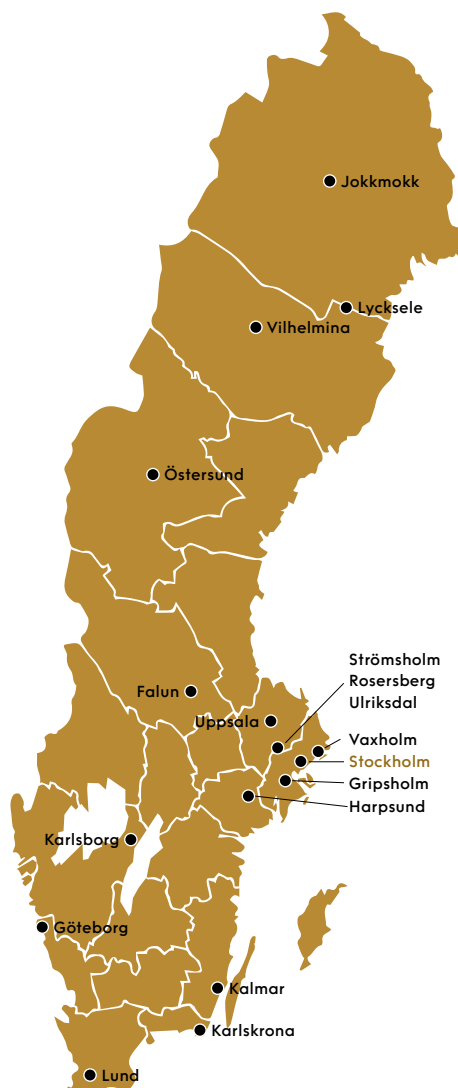 Jokkmokk
Lycksele
Vilhelmina
Östersund
Strömsholm
Rosersberg
Ulriksdal
Falun
Uppsala
Vaxholm
Stockholm
Gripsholm
Harpsund
Karlsborg
Göteborg
Kalmar
Karlskrona
Lund